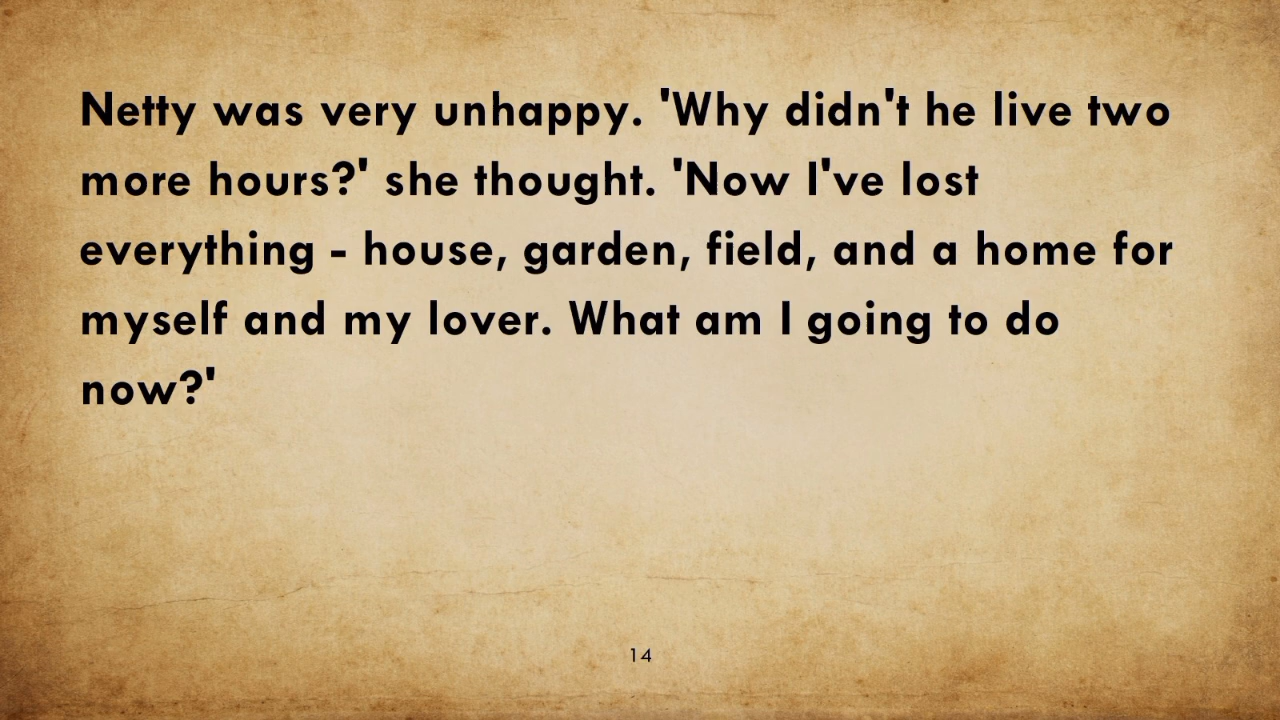 Netty was very unhappy. 'Why didn't he live two
more hours?' she thought. 'Now I've lost
everything - house, garden, field, and a home for
myself and my lover. What am I going to do
now?'
14